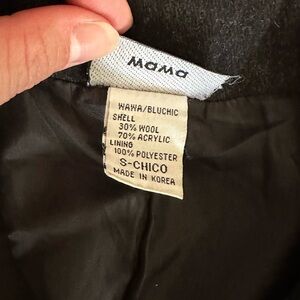 wawa
WAWA/BLUCHIC
SHELL
30% WOOL
70% ACRYLIC
LINING
100% POLYESTER
S-CHICO
MADE IN KOREA